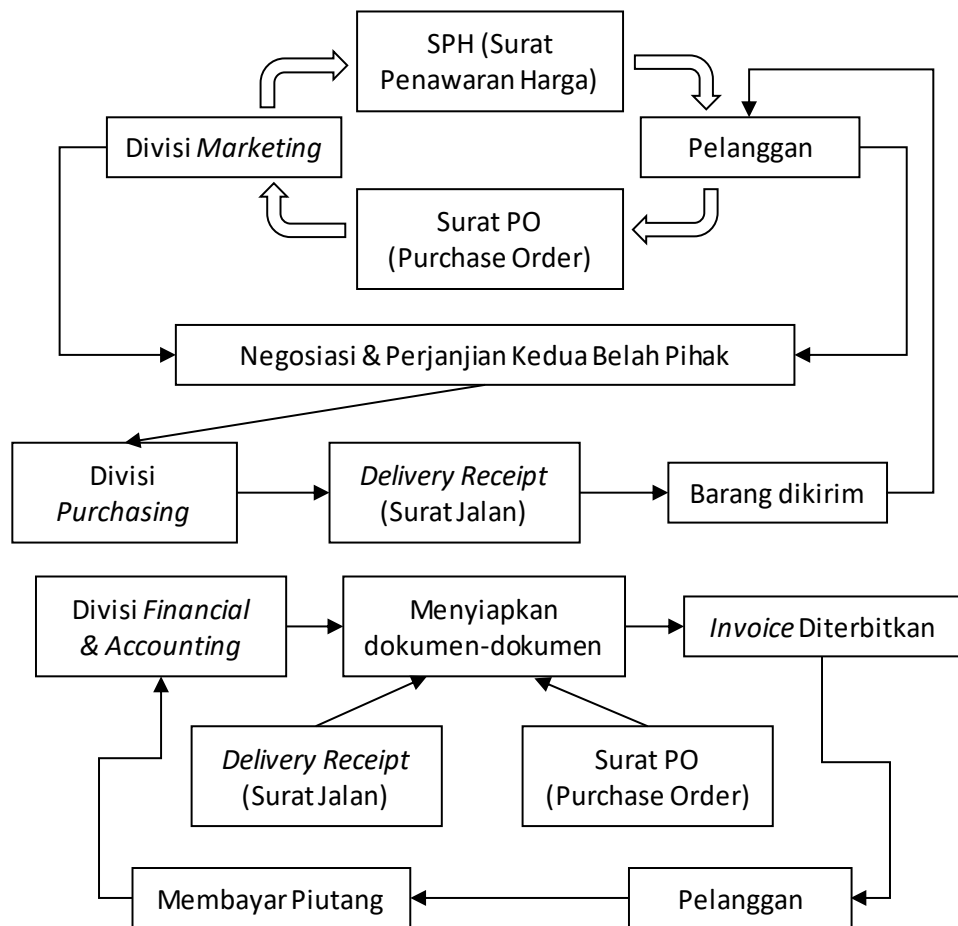 SPH (Surat
Penawaran Harga)
Divisi Marketing
Pelanggan
Surat PO
(Purchase Order)
Negosiasi & Perjanjian Kedua Belah Pihak
Divisi
Purchasing
Delivery Receipt
(Surat Jalan)
Barang dikirim
Divisi Financial
& Accounting
Menyiapkan
dokumen-dokumen
Invoice Diterbitkan
Delivery Receipt
(Surat Jalan)
Surat PO
(Purchase Order)
Membayar Piutang
Pelanggan